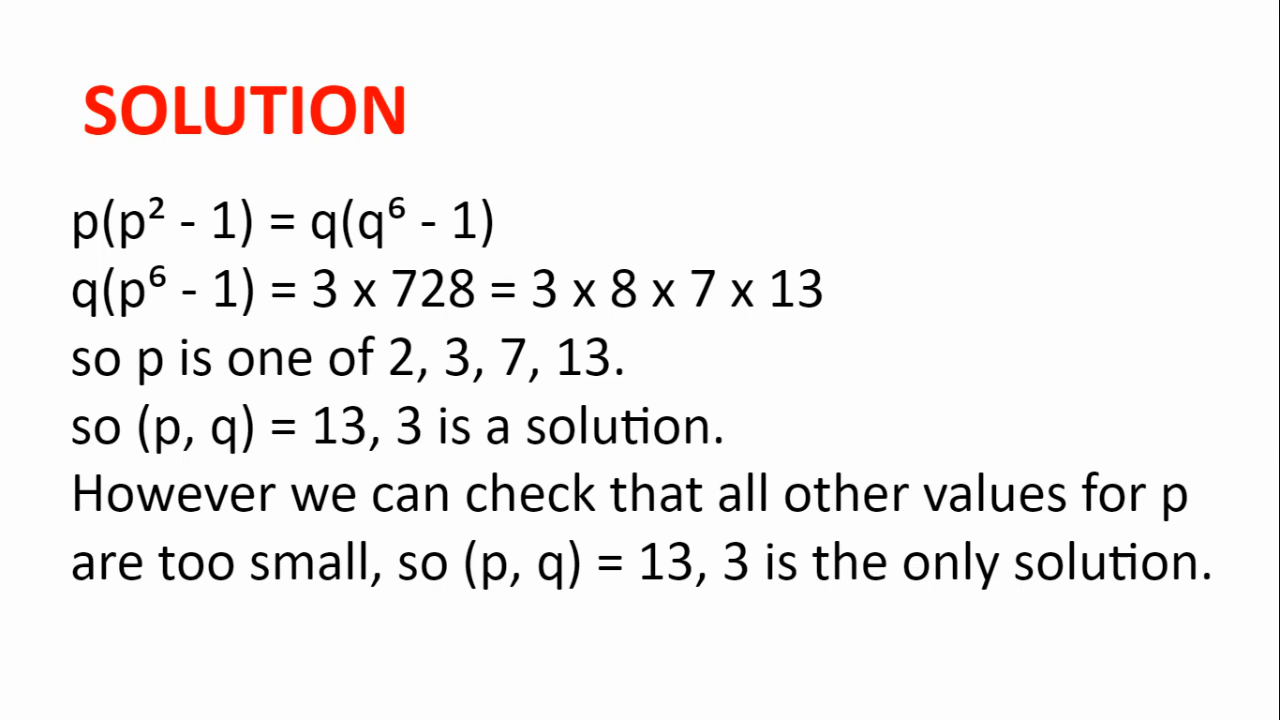 SOLUTION
p(p² - 1) = q(q⁶ - 1)
q(p⁶ - 1) = 3 x 728 = 3 x 8 x 7 x 13
so p is one of 2, 3, 7, 13.
so (p, q) = 13, 3 is a solution.
However we can check that all other values for p
are too small, so (p, q) = 13, 3 is the only solution.